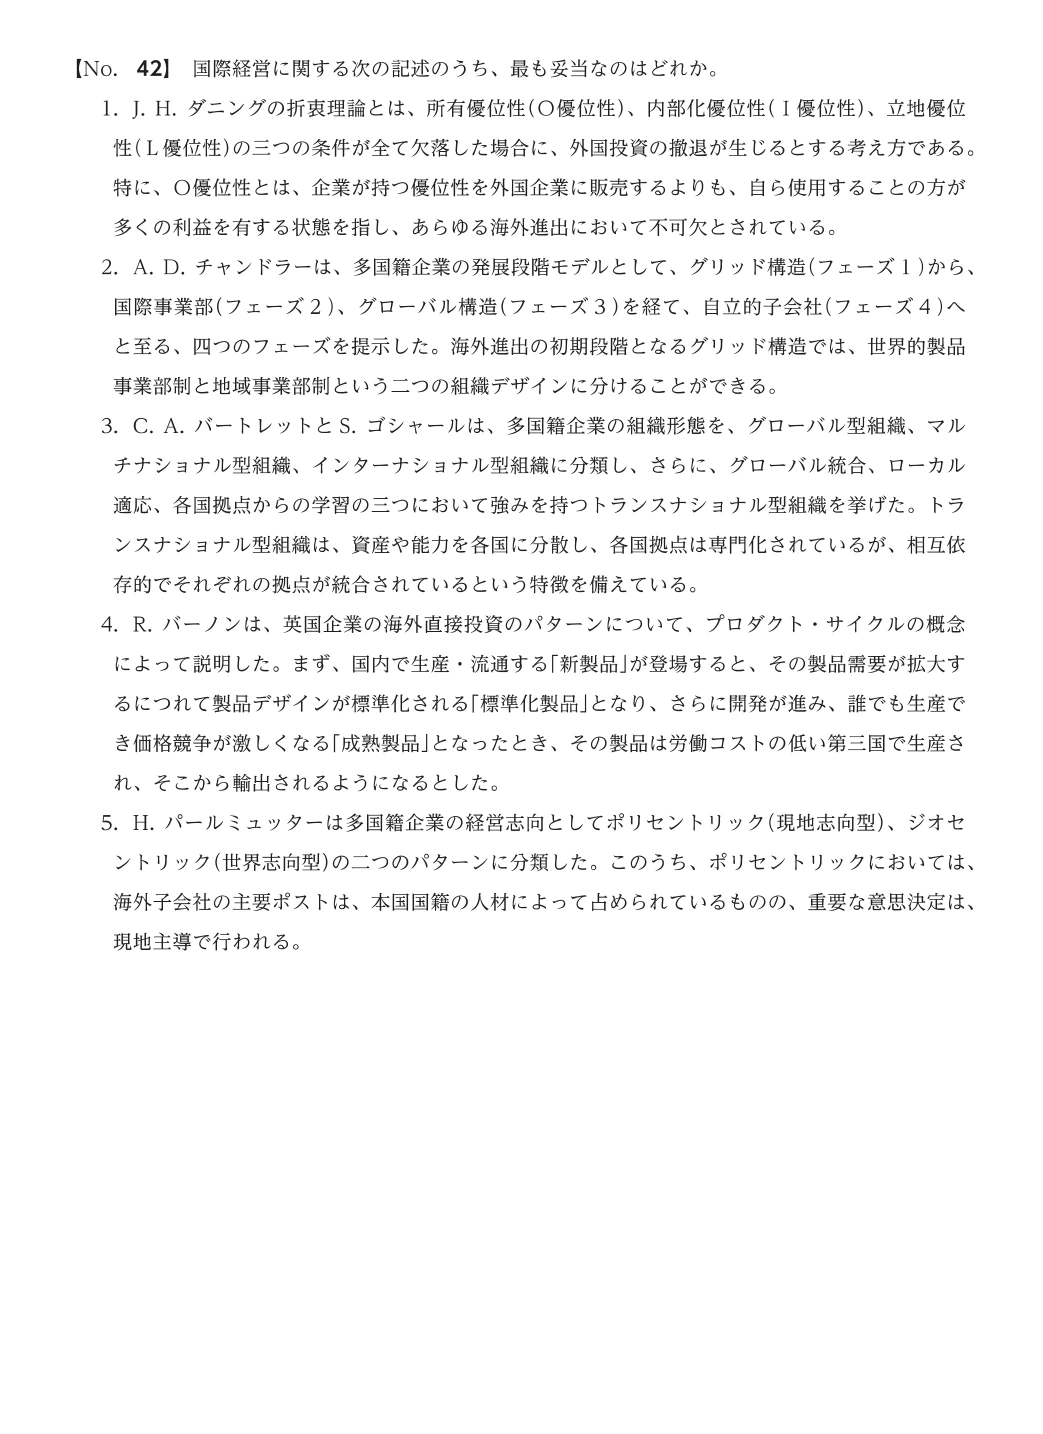 【No. 42】 国際経営に関する次の記述のうち、最も妥当なのはどれか。
1. J. H. ダニングの折衷理論とは、所有優位性(O優位性)、内部化優位性(I優位性)、立地優位
性(L優位性)の三つの条件が全て欠落した場合に、外国投資の撤退が生じるとする考え方である。
特に、O優位性とは、企業が持つ優位性を外国企業に販売するよりも、自ら使用することの方が
多くの利益を有する状態を指し、あらゆる海外進出において不可欠とされている。
2. A. D. チャンドラーは、多国籍企業の発展段階モデルとして、グリッド構造(フェーズ1)から、
国際事業部(フェーズ2)、グローバル構造(フェーズ3)を経て、自立的子会社(フェーズ4)へ
と至る、四つのフェーズを提示した。海外進出の初期段階となるグリッド構造では、世界的製品
事業部制と地域事業部制という二つの組織デザインに分けることができる。
3. C. A. バートレットと S. ゴシャールは、多国籍企業の組織形態を、グローバル型組織、マル
チナショナル型組織、インターナショナル型組織に分類し、さらに、グローバル統合、ローカル
適応、各国拠点からの学習の三つにおいて強みを持つトランスナショナル型組織を挙げた。トラ
ンスナショナル型組織は、資産や能力を各国に分散し、各国拠点は専門化されているが、相互依
存的でそれぞれの拠点が統合されているという特徴を備えている。
4. R. バーノンは、英国企業の海外直接投資のパターンについて、プロダクト・サイクルの概念
によって説明した。まず、国内で生産・流通する「新製品」が登場すると、その製品需要が拡大す
るにつれて製品デザインが標準化される「標準化製品」となり、さらに開発が進み、誰でも生産で
き価格競争が激しくなる「成熟製品」となったとき、その製品は労働コストの低い第三国で生産さ
れ、そこから輸出されるようになるとした。
5. H. パールミュッターは多国籍企業の経営志向としてポリセントリック(現地志向型)、ジオセ
ントリック(世界志向型)の二つのパターンに分類した。このうち、ポリセントリックにおいては、
海外子会社の主要ポストは、本国国籍の人材によって占められているものの、重要な意思決定は、
現地主導で行われる。